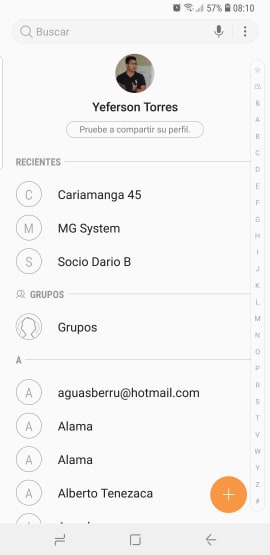 57% 08:10
Buscar
Yeferson Torres
Pruebe a compartir su perfil.
RECIENTES
C Cariamanga 45
M MG System
S Socio Dario B
GRUPOS
Grupos
A
A aguasberru@hotmail.com
A Alama
A Alama
A Alberto Tenezaca
&
A
B
C
D
E
F
G
H
I
J
K
L
M
N
O
P
R
S
T
V
W
Y
Z
#